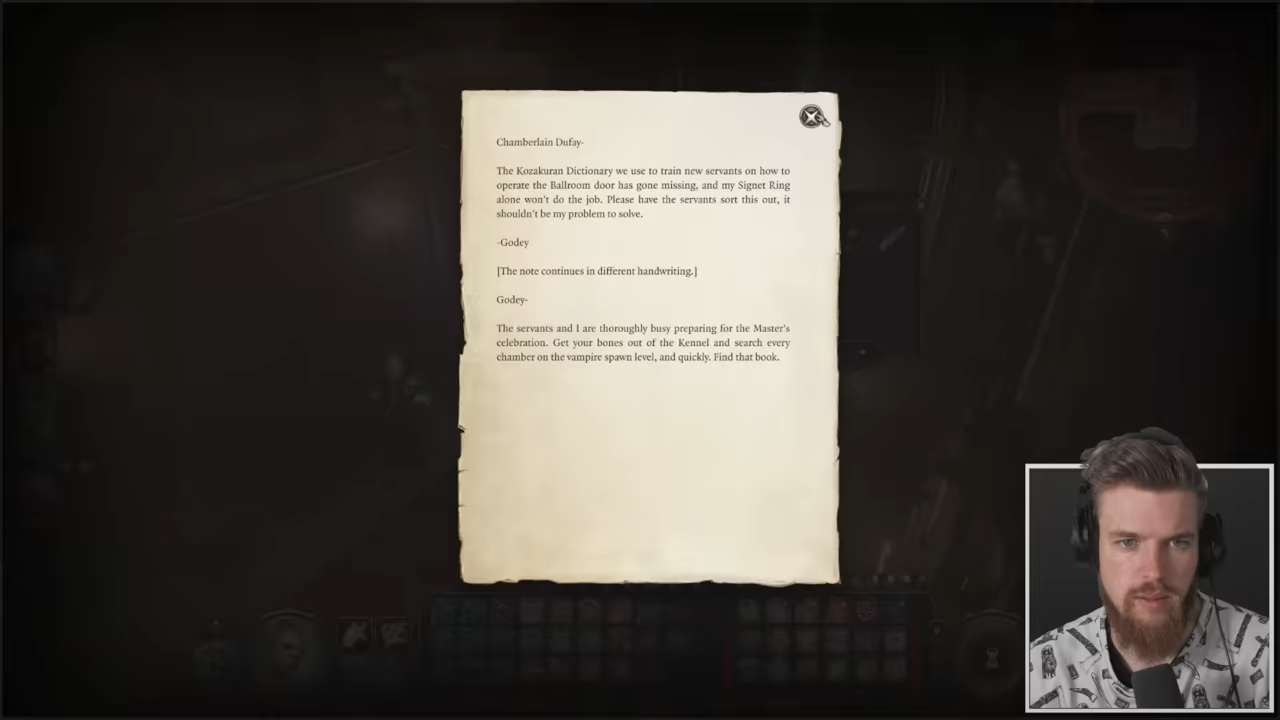 Chamberlain Dufay-
The Kozakuran Dictionary we use to train new servants on how to
operate the Ballroom door has gone missing, and my Signet Ring
alone won't do the job. Please have the servants sort this out, it
shouldn't be my problem to solve.
-Godey
[The note continues in different handwriting.]
Godey-
The servants and I are thoroughly busy preparing for the Master's
celebration. Get your bones out of the Kennel and search every
chamber on the vampire spawn level, and quickly. Find that book.